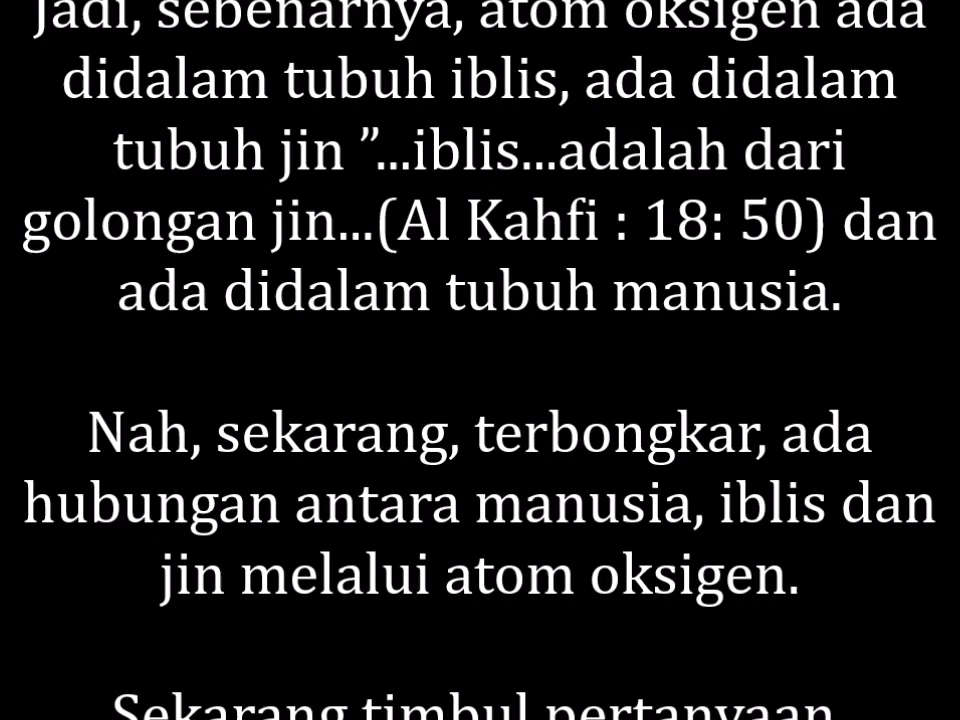 Jadi, sebenarnya, atom oksigen ada
didalam tubuh iblis, ada didalam
tubuh jin ”...iblis...adalah dari
golongan jin...(Al Kahfi : 18: 50) dan
ada didalam tubuh manusia.
Nah, sekarang, terbongkar, ada
hubungan antara manusia, iblis dan
jin melalui atom oksigen.
Sekarang timbul pertanyaan